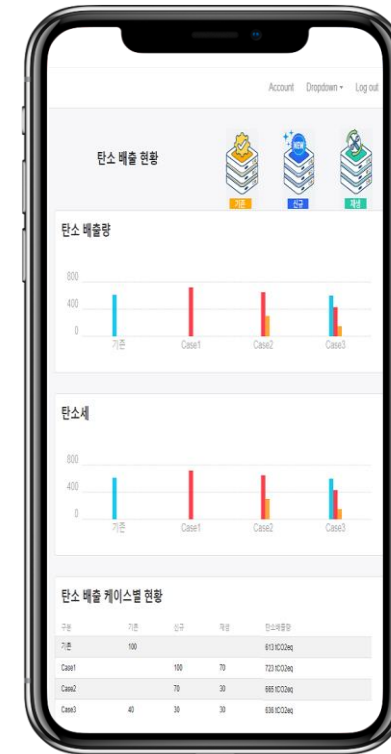 Account Dropdown Log out
탄소 배출 현황
NEW
기존 신규 재생
탄소 배출량
800
400
0
기존 Case1 Case2 Case3
탄소세
800
400
0
기존 Case1 Case2 Case3
탄소 배출 케이스별 현황
구분 기존 신규 재생 탄소배출량
기존 100 613 tCO2eq
Case1 100 70 723 tCO2eq
Case2 70 30 665 tCO2eq
Case3 40 30 30 636 tCO2eq